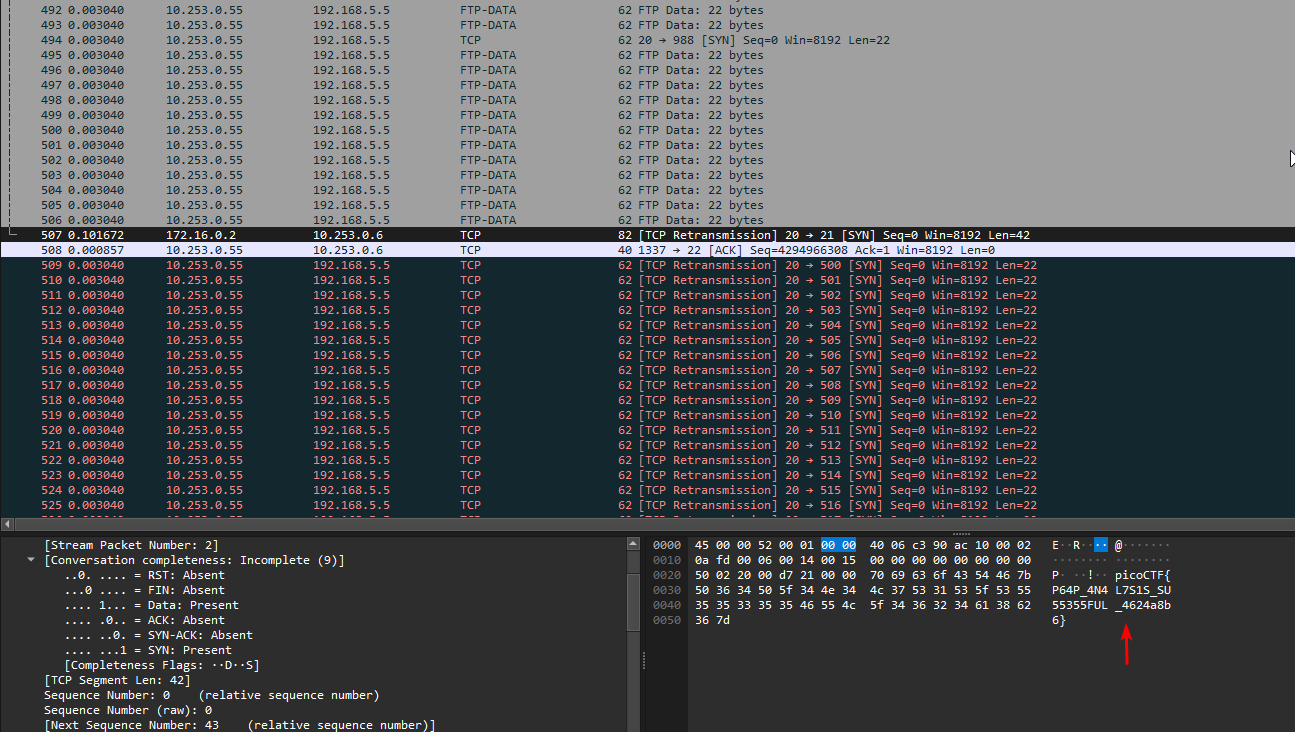 492 0.003040 10.253.0.55 192.168.5.5 FTP-DATA 62 FTP Data: 22 bytes
493 0.003040 10.253.0.55 192.168.5.5 FTP-DATA 62 FTP Data: 22 bytes
494 0.003040 10.253.0.55 192.168.5.5 TCP 62 20 → 988 [SYN] Seq=0 Win=8192 Len=22
495 0.003040 10.253.0.55 192.168.5.5 FTP-DATA 62 FTP Data: 22 bytes
496 0.003040 10.253.0.55 192.168.5.5 FTP-DATA 62 FTP Data: 22 bytes
497 0.003040 10.253.0.55 192.168.5.5 FTP-DATA 62 FTP Data: 22 bytes
498 0.003040 10.253.0.55 192.168.5.5 FTP-DATA 62 FTP Data: 22 bytes
499 0.003040 10.253.0.55 192.168.5.5 FTP-DATA 62 FTP Data: 22 bytes
500 0.003040 10.253.0.55 192.168.5.5 FTP-DATA 62 FTP Data: 22 bytes
501 0.003040 10.253.0.55 192.168.5.5 FTP-DATA 62 FTP Data: 22 bytes
502 0.003040 10.253.0.55 192.168.5.5 FTP-DATA 62 FTP Data: 22 bytes
503 0.003040 10.253.0.55 192.168.5.5 FTP-DATA 62 FTP Data: 22 bytes
504 0.003040 10.253.0.55 192.168.5.5 FTP-DATA 62 FTP Data: 22 bytes
505 0.003040 10.253.0.55 192.168.5.5 FTP-DATA 62 FTP Data: 22 bytes
506 0.003040 10.253.0.55 192.168.5.5 FTP-DATA 62 FTP Data: 22 bytes
507 0.101672 172.16.0.2 10.253.0.6 TCP 82 [TCP Retransmission] 20 → 21 [SYN] Seq=0 Win=8192 Len=42
508 0.000857 10.253.0.55 10.253.0.6 TCP 40 1337 → 22 [ACK] Seq=4294966308 Ack=1 Win=8192 Len=0
509 0.003040 10.253.0.55 192.168.5.5 TCP 62 [TCP Retransmission] 20 → 500 [SYN] Seq=0 Win=8192 Len=22
510 0.003040 10.253.0.55 192.168.5.5 TCP 62 [TCP Retransmission] 20 → 501 [SYN] Seq=0 Win=8192 Len=22
511 0.003040 10.253.0.55 192.168.5.5 TCP 62 [TCP Retransmission] 20 → 502 [SYN] Seq=0 Win=8192 Len=22
512 0.003040 10.253.0.55 192.168.5.5 TCP 62 [TCP Retransmission] 20 → 503 [SYN] Seq=0 Win=8192 Len=22
513 0.003040 10.253.0.55 192.168.5.5 TCP 62 [TCP Retransmission] 20 → 504 [SYN] Seq=0 Win=8192 Len=22
514 0.003040 10.253.0.55 192.168.5.5 TCP 62 [TCP Retransmission] 20 → 505 [SYN] Seq=0 Win=8192 Len=22
515 0.003040 10.253.0.55 192.168.5.5 TCP 62 [TCP Retransmission] 20 → 506 [SYN] Seq=0 Win=8192 Len=22
516 0.003040 10.253.0.55 192.168.5.5 TCP 62 [TCP Retransmission] 20 → 507 [SYN] Seq=0 Win=8192 Len=22
517 0.003040 10.253.0.55 192.168.5.5 TCP 62 [TCP Retransmission] 20 → 508 [SYN] Seq=0 Win=8192 Len=22
518 0.003040 10.253.0.55 192.168.5.5 TCP 62 [TCP Retransmission] 20 → 509 [SYN] Seq=0 Win=8192 Len=22
519 0.003040 10.253.0.55 192.168.5.5 TCP 62 [TCP Retransmission] 20 → 510 [SYN] Seq=0 Win=8192 Len=22
520 0.003040 10.253.0.55 192.168.5.5 TCP 62 [TCP Retransmission] 20 → 511 [SYN] Seq=0 Win=8192 Len=22
521 0.003040 10.253.0.55 192.168.5.5 TCP 62 [TCP Retransmission] 20 → 512 [SYN] Seq=0 Win=8192 Len=22
522 0.003040 10.253.0.55 192.168.5.5 TCP 62 [TCP Retransmission] 20 → 513 [SYN] Seq=0 Win=8192 Len=22
523 0.003040 10.253.0.55 192.168.5.5 TCP 62 [TCP Retransmission] 20 → 514 [SYN] Seq=0 Win=8192 Len=22
524 0.003040 10.253.0.55 192.168.5.5 TCP 62 [TCP Retransmission] 20 → 515 [SYN] Seq=0 Win=8192 Len=22
525 0.003040 10.253.0.55 192.168.5.5 TCP 62 [TCP Retransmission] 20 → 516 [SYN] Seq=0 Win=8192 Len=22
[Stream Packet Number: 2]
[Conversation completeness: Incomplete (9)]
..0. .... = RST: Absent
...0 .... = FIN: Absent
.... 1... = Data: Present
.... .0.. = ACK: Absent
.... ..0. = SYN-ACK: Absent
.... ...1 = SYN: Present
[Completeness Flags: ··D··S]
[TCP Segment Len: 42]
Sequence Number: 0 (relative sequence number)
Sequence Number (raw): 0
[Next Sequence Number: 43 (relative sequence number)]
0000 45 00 00 52 00 01 00 00 40 06 c3 90 ac 10 00 02 E··R···· @·······
0010 0a fd 00 06 00 14 00 15 00 00 00 00 00 00 00 00 ········ ········
0020 50 02 20 00 d7 21 00 00 70 69 63 6f 43 54 46 7b P· ··!·· picoCTF{
0030 50 36 34 50 5f 34 4e 34 4c 37 53 31 53 5f 53 55 P64P_4N4 L7S1S_SU
0040 35 35 33 35 35 46 55 4c 5f 34 36 32 34 61 38 62 55355FUL _4624a8b
0050 36 7d 6}